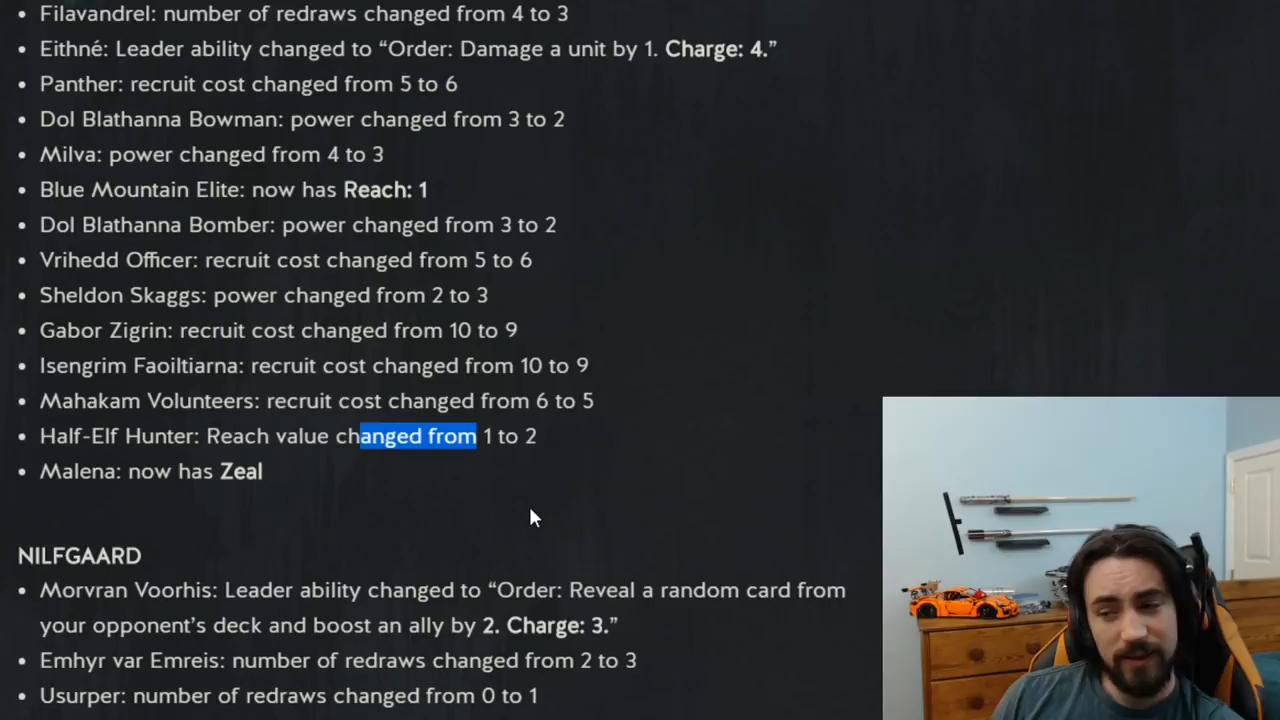 • Filavandrel: number of redraws changed from 4 to 3
• Eithné: Leader ability changed to “Order: Damage a unit by 1. Charge: 4.”
• Panther: recruit cost changed from 5 to 6
• Dol Blathanna Bowman: power changed from 3 to 2
• Milva: power changed from 4 to 3
• Blue Mountain Elite: now has Reach: 1
• Dol Blathanna Bomber: power changed from 3 to 2
• Vrihedd Officer: recruit cost changed from 5 to 6
• Sheldon Skaggs: power changed from 2 to 3
• Gabor Zigrin: recruit cost changed from 10 to 9
• Isengrim Faoiltiarna: recruit cost changed from 10 to 9
• Mahakam Volunteers: recruit cost changed from 6 to 5
• Half-Elf Hunter: Reach value changed from 1 to 2
• Malena: now has Zeal
NILFGAARD
• Morvran Voorhis: Leader ability changed to “Order: Reveal a random card from
your opponent’s deck and boost an ally by 2. Charge: 3.”
• Emhyr var Emreis: number of redraws changed from 2 to 3
• Usurper: number of redraws changed from 0 to 1